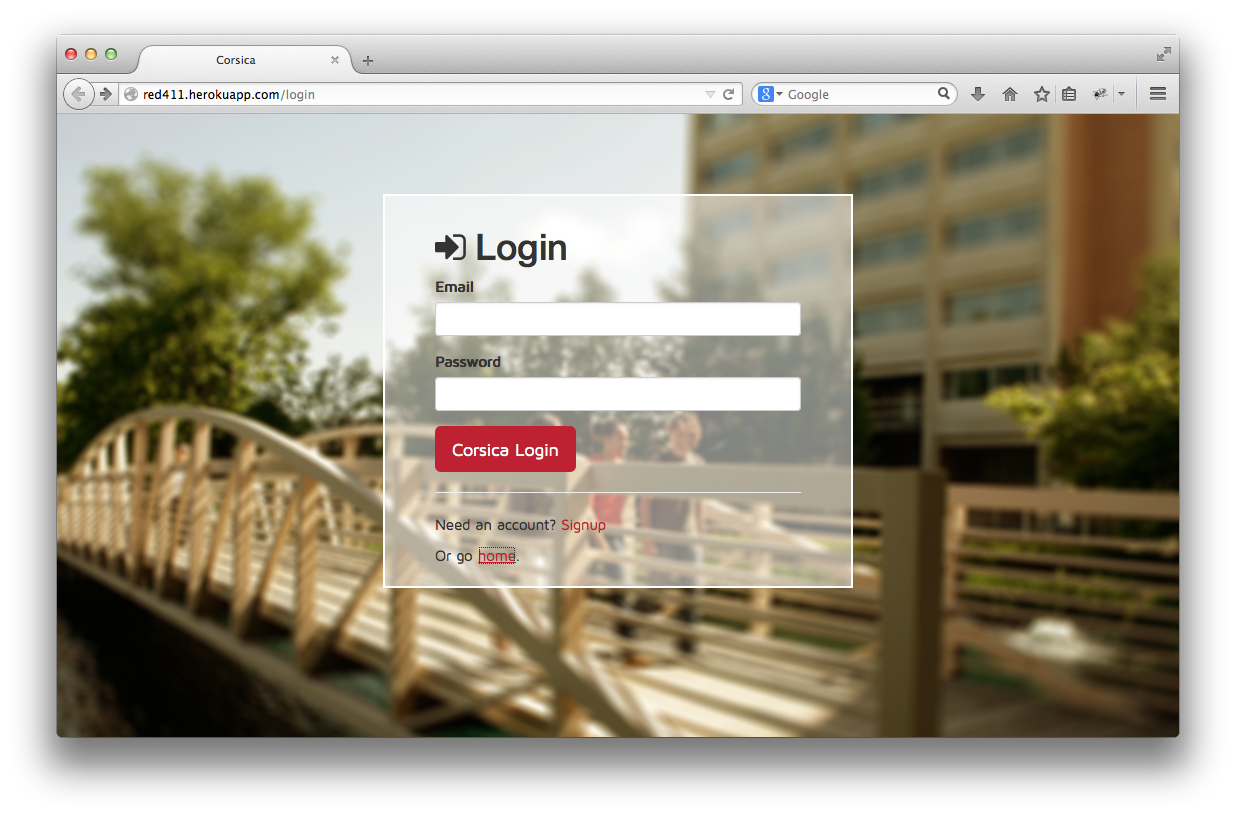 Corsica
red411.herokuapp.com/login
Google
Login
Email
Password
Corsica Login
Need an account? Signup
Or go home.